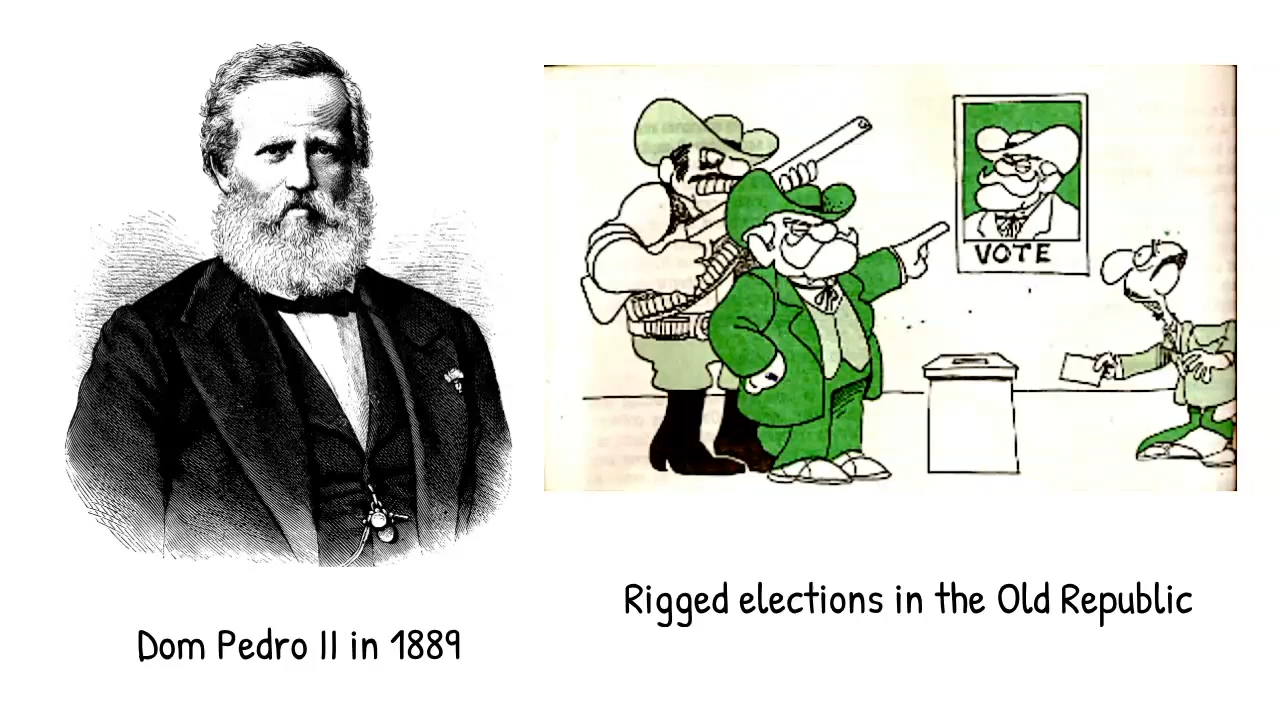 VOTE
Rigged elections in the Old Republic
Dom Pedro II in 1889